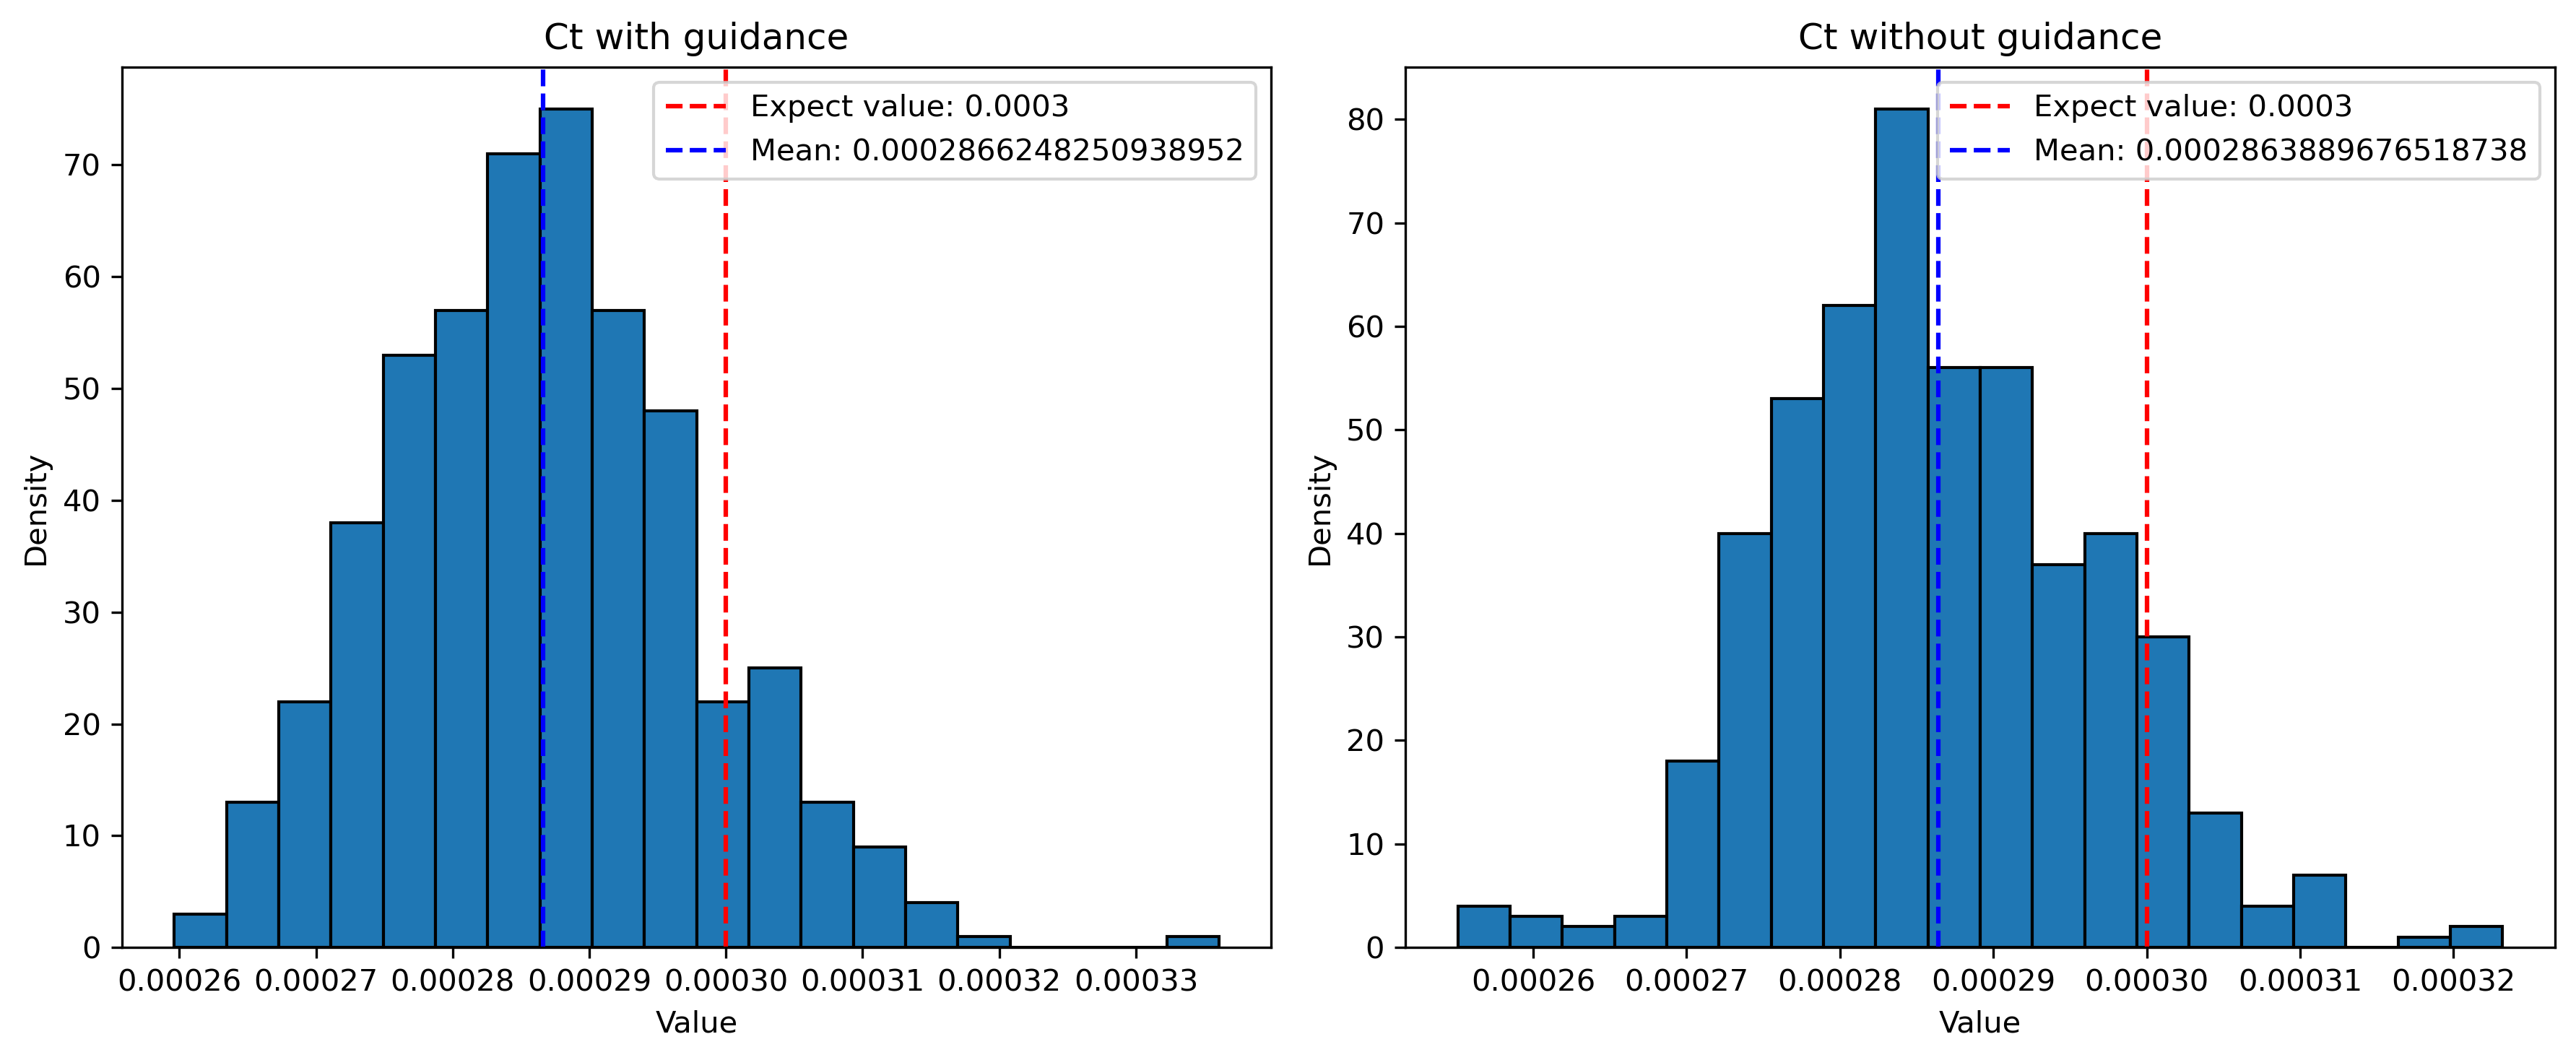 Ct with guidance
Expect value: 0.0003
Mean: 0.0002866248250938952
Density
70
60
50
40
30
20
10
0
0.00026 0.00027 0.00028 0.00029 0.00030 0.00031 0.00032 0.00033
Value
Ct without guidance
Expect value: 0.0003
Mean: 0.0002863889676518738
Density
80
70
60
50
40
30
20
10
0
0.00026 0.00027 0.00028 0.00029 0.00030 0.00031 0.00032
Value